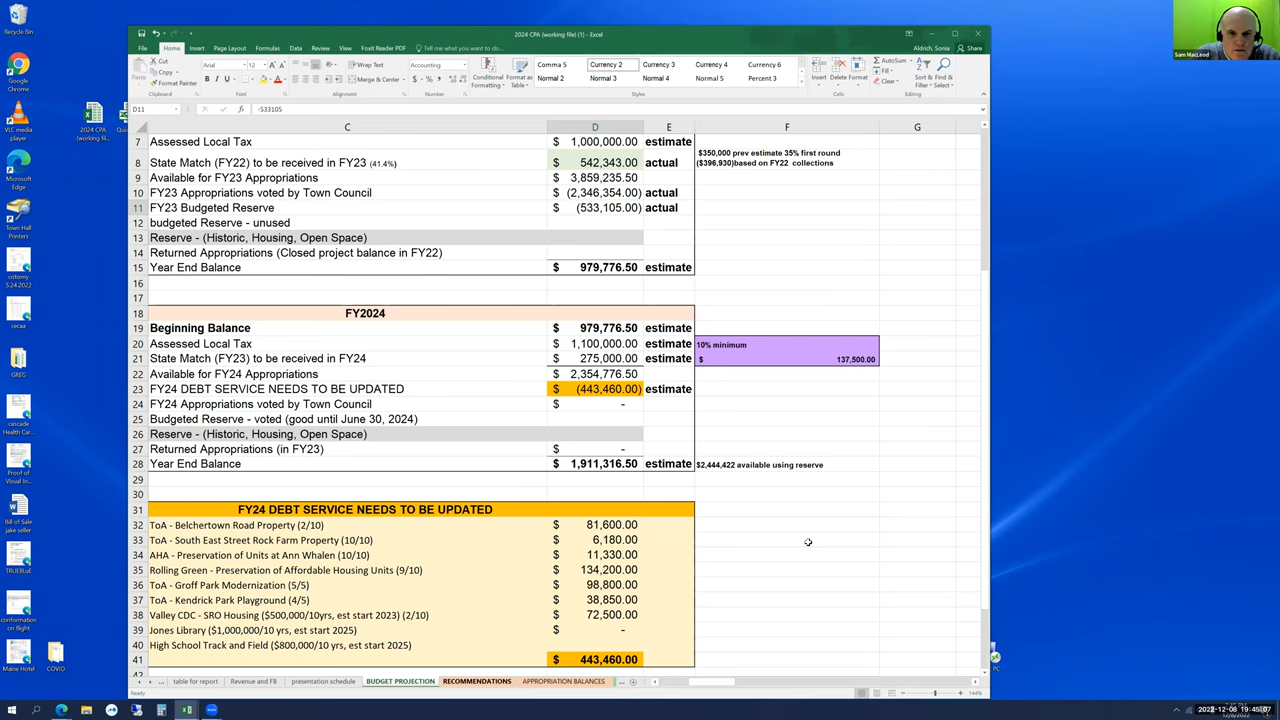 Recycle Bin
Google Chrome
VLC media player
Microsoft Edge
Town Hall Printers
ostorny 5.24.2022
cecaa
GREG
cascade Health Car...
Proof of Visual In...
Bill of Sale jake seller
TRUEBLuE
conformation on flight
Maine Hotel
COVID
2024 CPA (working fil...
PC
Sam MacLeod
2024 CPA (working file) (1) - Excel
File Home Insert Page Layout Formulas Data Review View Foxit Reader PDF Tell me what you want to do... Aldrich, Sonia Share
Paste Cut Copy Format Painter Clipboard
Arial 12 B I U Font
Wrap Text Merge & Center Alignment
Accounting $ % Number
Conditional Formatting Format as Table
Comma 5 Currency 2 Currency 3 Currency 4 Currency 6
Normal 2 Normal 3 Normal 4 Normal 5 Percent 3
Styles
Insert Delete Format Cells
AutoSum Fill Clear Sort & Filter Find & Select Editing
D11 fx -533105
C D E F G
7 Assessed Local Tax $ 1,000,000.00 estimate
$350,000 prev estimate 35% first round
8 State Match (FY22) to be received in FY23 (41.4%) $ 542,343.00 actual ($396,930)based on FY22 collections
9 Available for FY23 Appropriations $ 3,859,235.50
10 FY23 Appropriations voted by Town Council $ (2,346,354.00) actual
11 FY23 Budgeted Reserve $ (533,105.00) actual
12 budgeted Reserve - unused
13 Reserve - (Historic, Housing, Open Space)
14 Returned Appropriations (Closed project balance in FY22)
15 Year End Balance $ 979,776.50 estimate
16
17
18 FY2024
19 Beginning Balance $ 979,776.50 estimate
20 Assessed Local Tax $ 1,100,000.00 estimate 10% minimum
21 State Match (FY23) to be received in FY24 $ 275,000.00 estimate $ 137,500.00
22 Available for FY24 Appropriations $ 2,354,776.50
23 FY24 DEBT SERVICE NEEDS TO BE UPDATED $ (443,460.00) estimate
24 FY24 Appropriations voted by Town Council $ -
25 Budgeted Reserve - voted (good until June 30, 2024)
26 Reserve - (Historic, Housing, Open Space)
27 Returned Appropriations (in FY23) $ -
28 Year End Balance $ 1,911,316.50 estimate $2,444,422 available using reserve
29
30
31 FY24 DEBT SERVICE NEEDS TO BE UPDATED
32 ToA - Belchertown Road Property (2/10) $ 81,600.00
33 ToA - South East Street Rock Farm Property (10/10) $ 6,180.00
34 AHA - Preservation of Units at Ann Whalen (10/10) $ 11,330.00
35 Rolling Green - Preservation of Affordable Housing Units (9/10) $ 134,200.00
36 ToA - Groff Park Modernization (5/5) $ 98,800.00
37 ToA - Kendrick Park Playground (4/5) $ 38,850.00
38 Valley CDC - SRO Housing ($500,000/10yrs, est start 2023) (2/10) $ 72,500.00
39 Jones Library ($1,000,000/10 yrs, est start 2025) $ -
40 High School Track and Field ($800,000/10 yrs, est start 2025)
41 $ 443,460.00
... table for report Revenue and FB presentation schedule BUDGET PROJECTION RECOMMENDATIONS APPROPRIATION BALANCES ...
Ready 144%
2022-12-08 19:45:07
12/8/2022